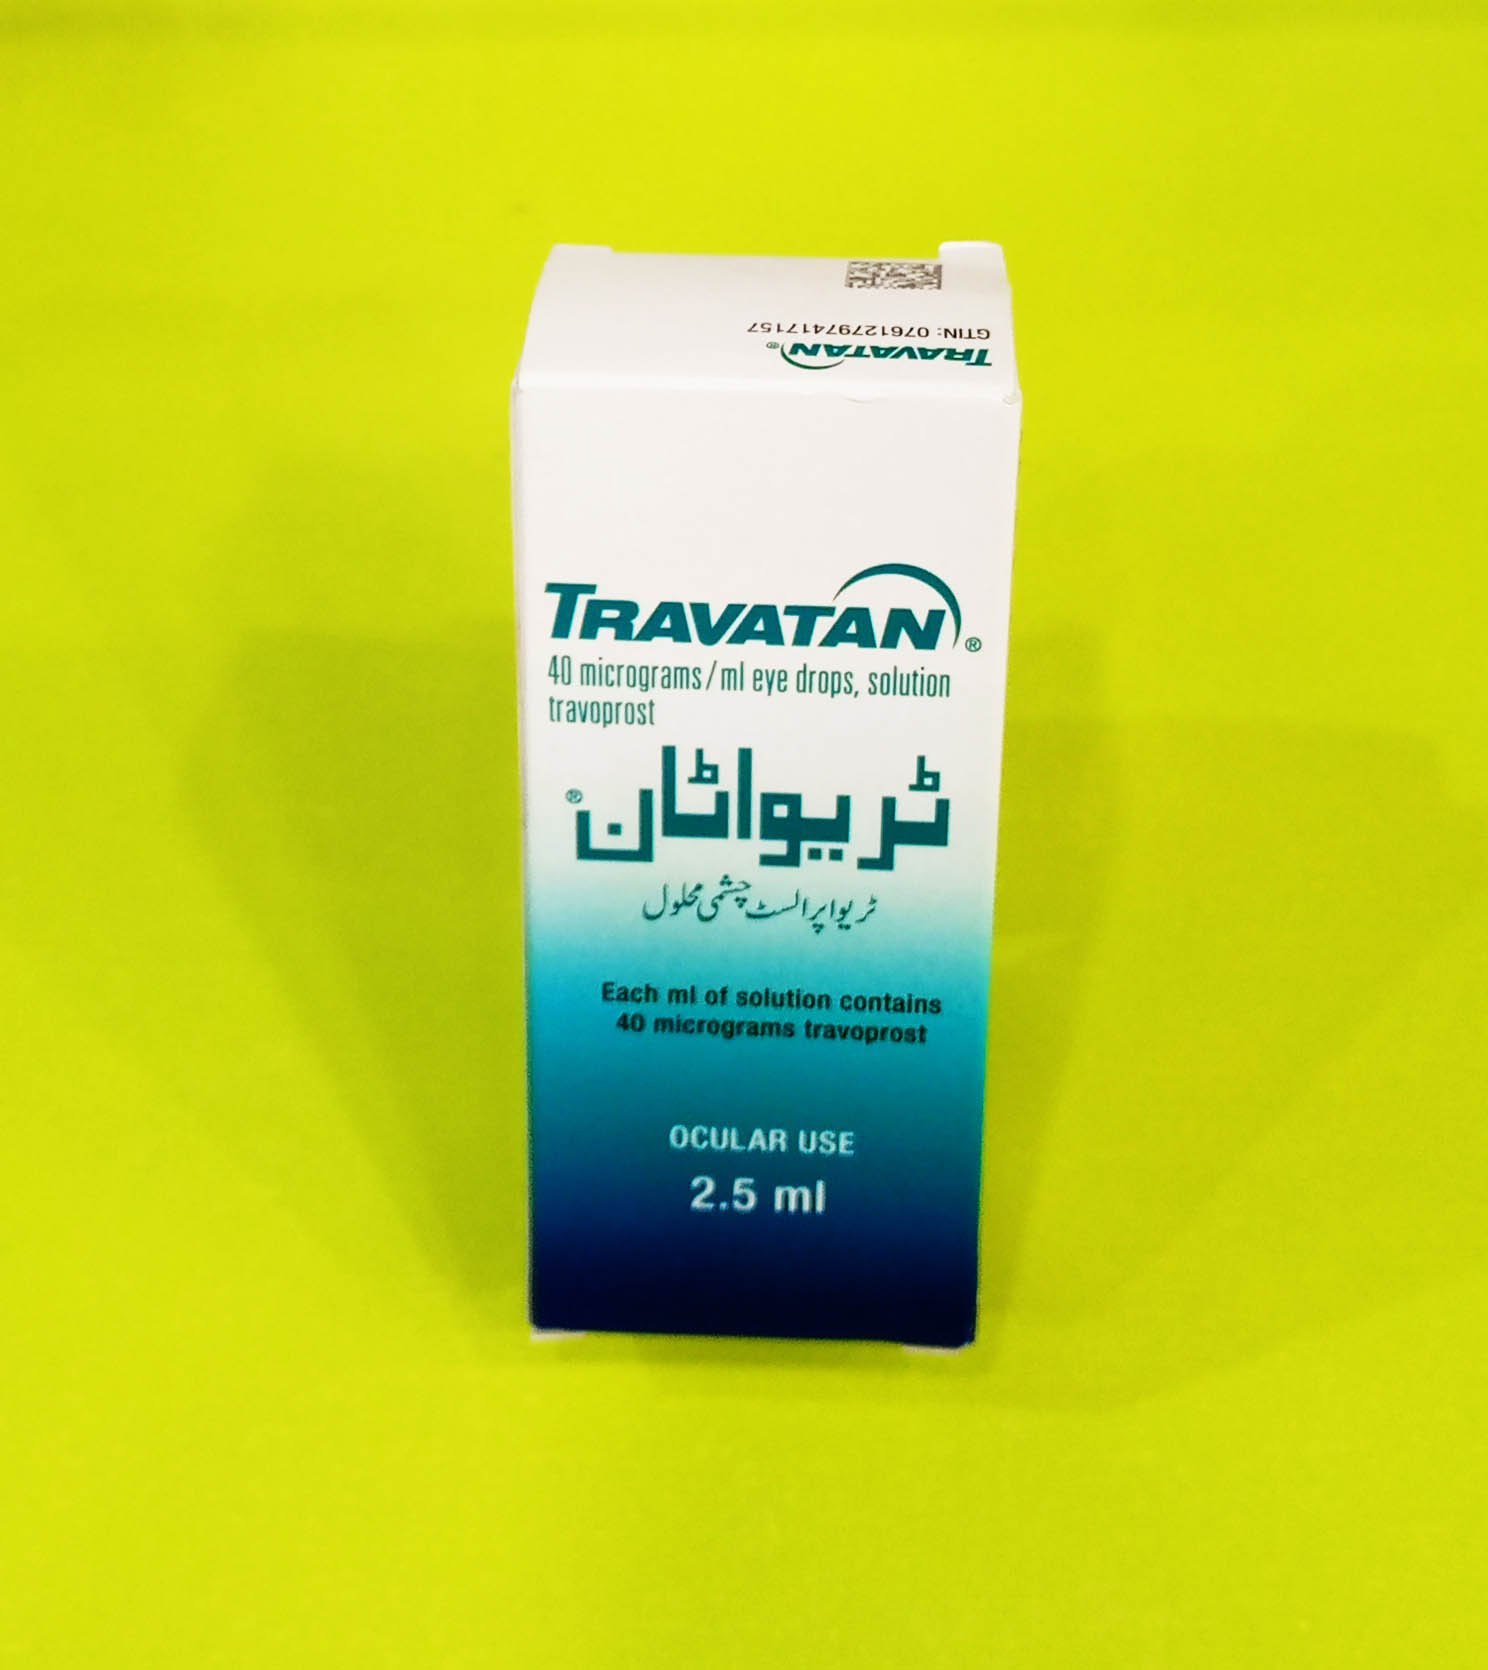 GTIN: 07612797417157
TRAVATAN®
TRAVATAN®
40 micrograms/ml eye drops, solution
travoprost
ٹریواٹان®
ٹریواپرالسٹ چشمی محلول
Each ml of solution contains
40 micrograms travoprost
OCULAR USE
2.5 ml